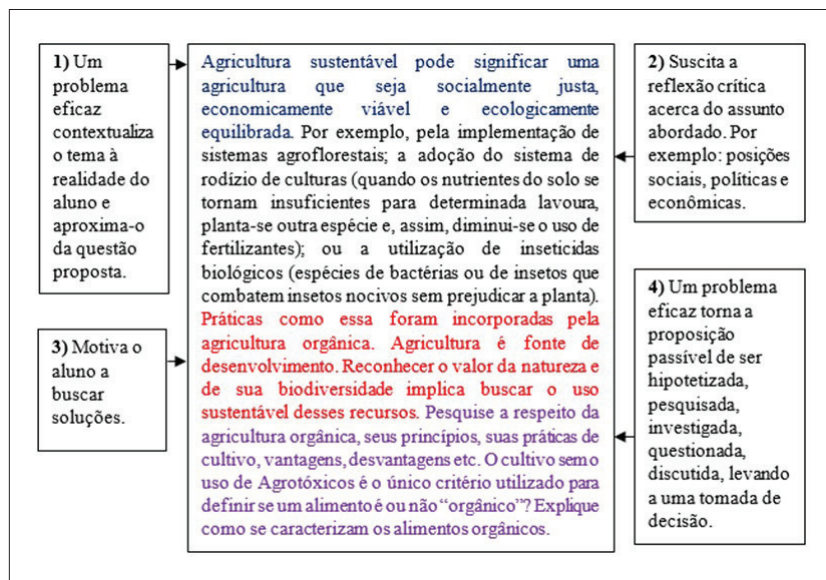 1) Um
problema
eficaz
contextualiza
o tema à
realidade do
aluno e
aproxima-o
da questão
proposta.
Agricultura sustentável pode significar uma
agricultura que seja socialmente justa,
economicamente viável e ecologicamente
equilibrada. Por exemplo, pela implementação de
sistemas agroflorestais; a adoção do sistema de
rodízio de culturas (quando os nutrientes do solo se
tornam insuficientes para determinada lavoura,
planta-se outra espécie e, assim, diminui-se o uso de
fertilizantes); ou a utilização de inseticidas
biológicos (espécies de bactérias ou de insetos que
combatem insetos nocivos sem prejudicar a planta).
Práticas como essa foram incorporadas pela
agricultura orgânica. Agricultura é fonte de
desenvolvimento. Reconhecer o valor da natureza e
de sua biodiversidade implica buscar o uso
sustentável desses recursos. Pesquise a respeito da
agricultura orgânica, seus princípios, suas práticas de
cultivo, vantagens, desvantagens etc. O cultivo sem o
uso de Agrotóxicos é o único critério utilizado para
definir se um alimento é ou não “orgânico”? Explique
como se caracterizam os alimentos orgânicos.
2) Suscita a
reflexão crítica
acerca do assunto
abordado. Por
exemplo: posições
sociais, políticas e
econômicas.
3) Motiva o
aluno a
buscar
soluções.
4) Um problema
eficaz torna a
proposição
passível de ser
hipotetizada,
pesquisada,
investigada,
questionada,
discutida, levando
a uma tomada de
decisão.